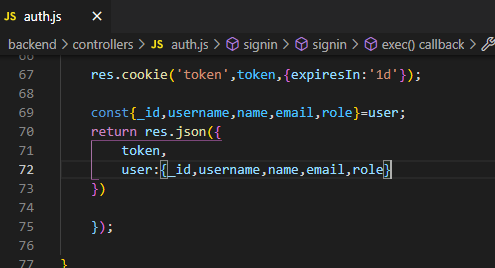 JS auth.js ×
backend > controllers > JS auth.js > signin > signin > exec() callback >
66
67 res.cookie('token',token,{expiresIn:'1d'});
68
69 const{_id,username,name,email,role}=user;
70 return res.json({
71 token,
72 user:{_id,username,name,email,role}
73 })
74
75 });
76
77 }